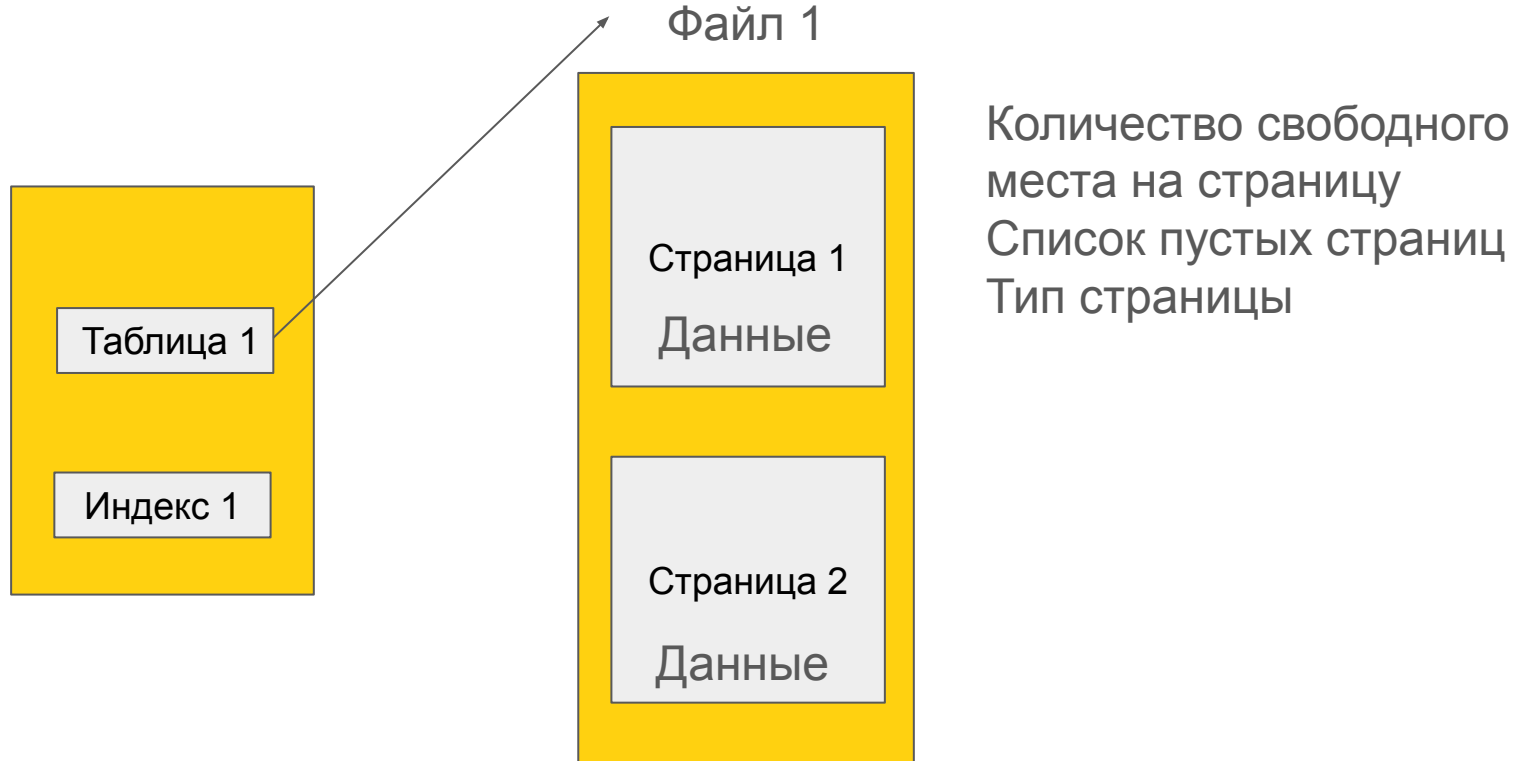 Файл 1
Таблица 1
Индекс 1
Страница 1
Данные
Страница 2
Данные
Количество свободного
места на страницу
Список пустых страниц
Тип страницы